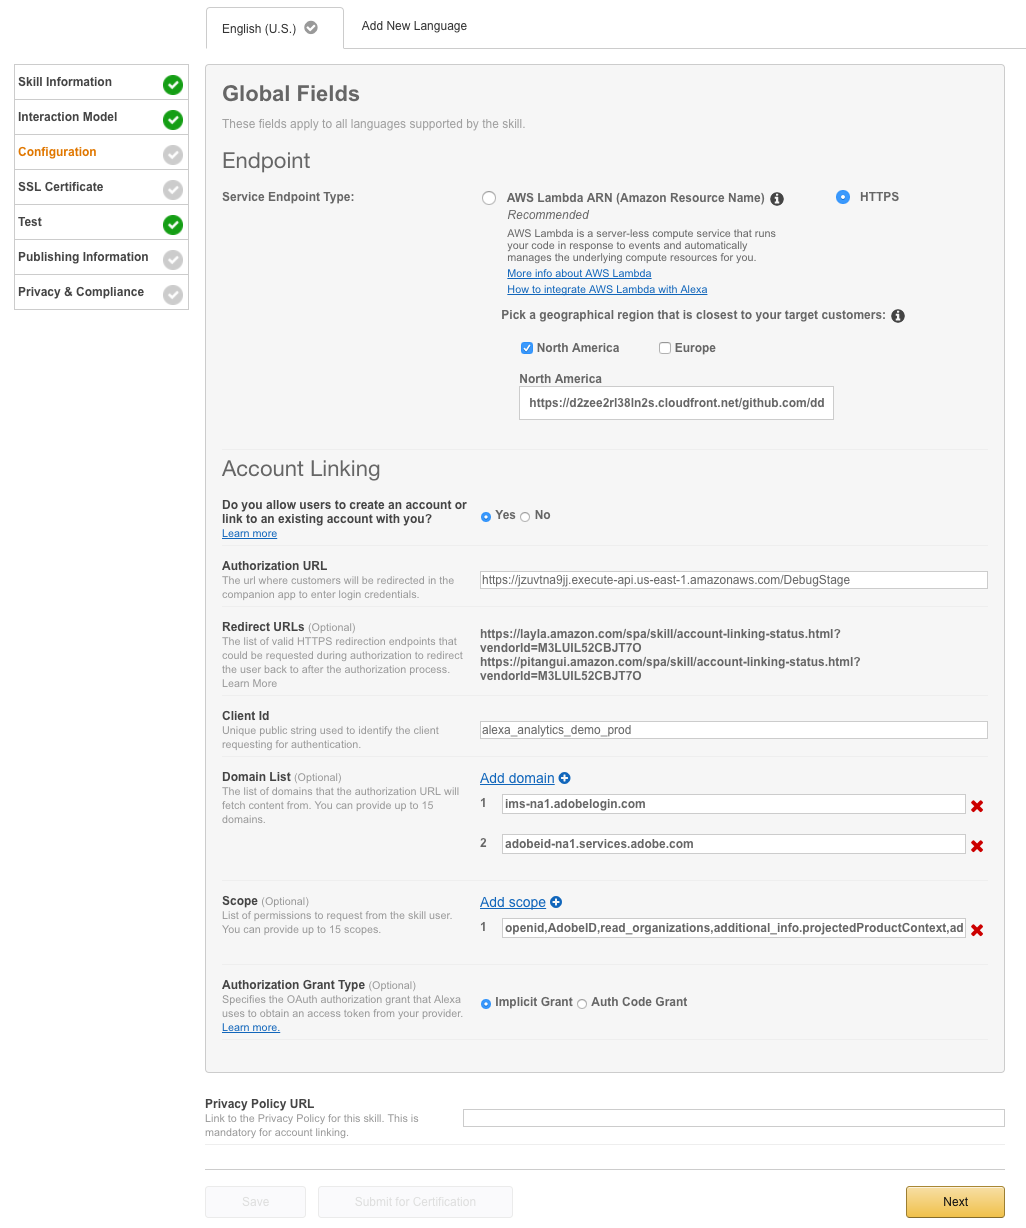 English (U.S.)
Add New Language
Skill Information
Interaction Model
Configuration
SSL Certificate
Test
Publishing Information
Privacy & Compliance
Global Fields
These fields apply to all languages supported by the skill.
Endpoint
Service Endpoint Type:
AWS Lambda ARN (Amazon Resource Name)
HTTPS
Recommended
AWS Lambda is a server-less compute service that runs
your code in response to events and automatically
manages the underlying compute resources for you.
More info about AWS Lambda
How to integrate AWS Lambda with Alexa
Pick a geographical region that is closest to your target customers:
North America
Europe
North America
https://d2zee2rl38ln2s.cloudfront.net/github.com/dd
Account Linking
Do you allow users to create an account or
link to an existing account with you?
Learn more
Yes
No
Authorization URL
The url where customers will be redirected in the
companion app to enter login credentials.
https://jzuvtna9jj.execute-api.us-east-1.amazonaws.com/DebugStage
Redirect URLs (Optional)
The list of valid HTTPS redirection endpoints that
could be requested during authorization to redirect
the user back to after the authorization process.
Learn More
https://layla.amazon.com/spa/skill/account-linking-status.html?
vendorId=M3LUIL52CBJT7O
https://pitangui.amazon.com/spa/skill/account-linking-status.html?
vendorId=M3LUIL52CBJT7O
Client Id
Unique public string used to identify the client
requesting for authentication.
alexa_analytics_demo_prod
Domain List (Optional)
The list of domains that the authorization URL will
fetch content from. You can provide up to 15
domains.
Add domain
1 ims-na1.adobelogin.com
2 adobeid-na1.services.adobe.com
Scope (Optional)
List of permissions to request from the skill user.
You can provide up to 15 scopes.
Add scope
1 openid,AdobeID,read_organizations,additional_info.projectedProductContext,ad
Authorization Grant Type (Optional)
Specifies the OAuth authorization grant that Alexa
uses to obtain an access token from your provider.
Learn more.
Implicit Grant
Auth Code Grant
Privacy Policy URL
Link to the Privacy Policy for this skill. This is
mandatory for account linking.
Save
Submit for Certification
Next